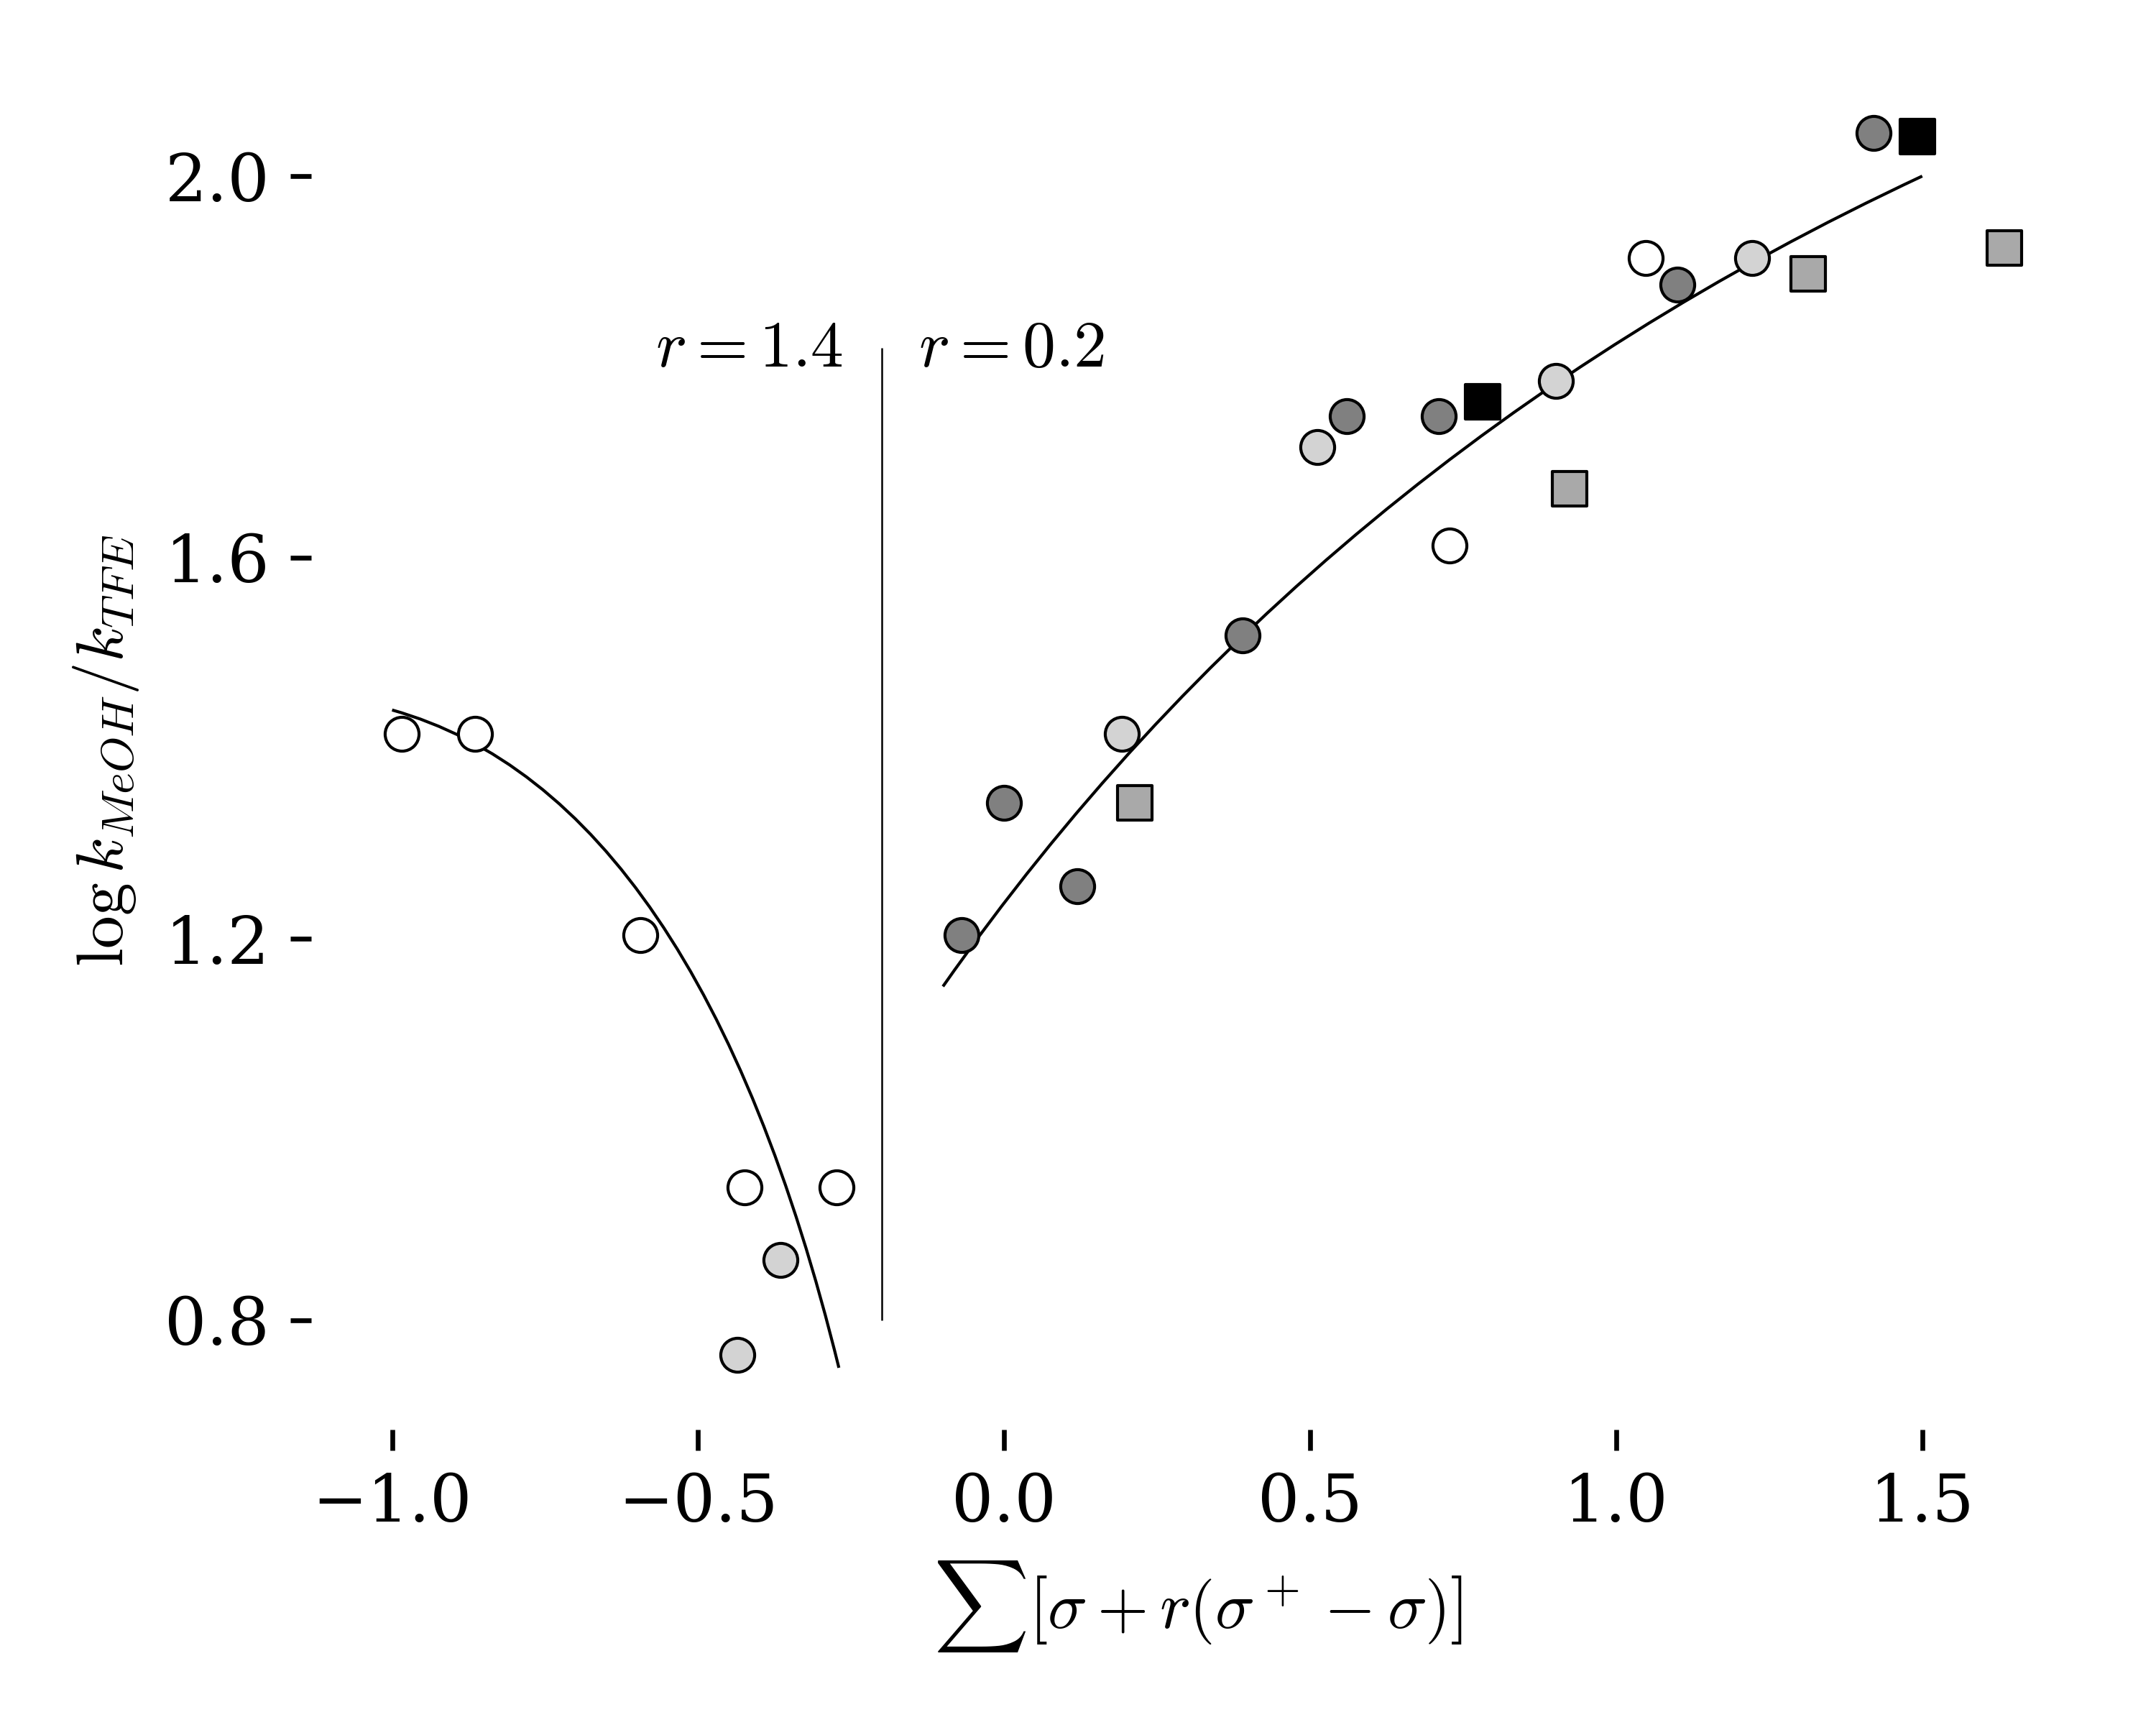 2.0
1.6
1.2
0.8
log k_MeOH / k_TFE
r = 1.4
r = 0.2
−1.0 −0.5 0.0 0.5 1.0 1.5
∑[σ + r(σ⁺ − σ)]